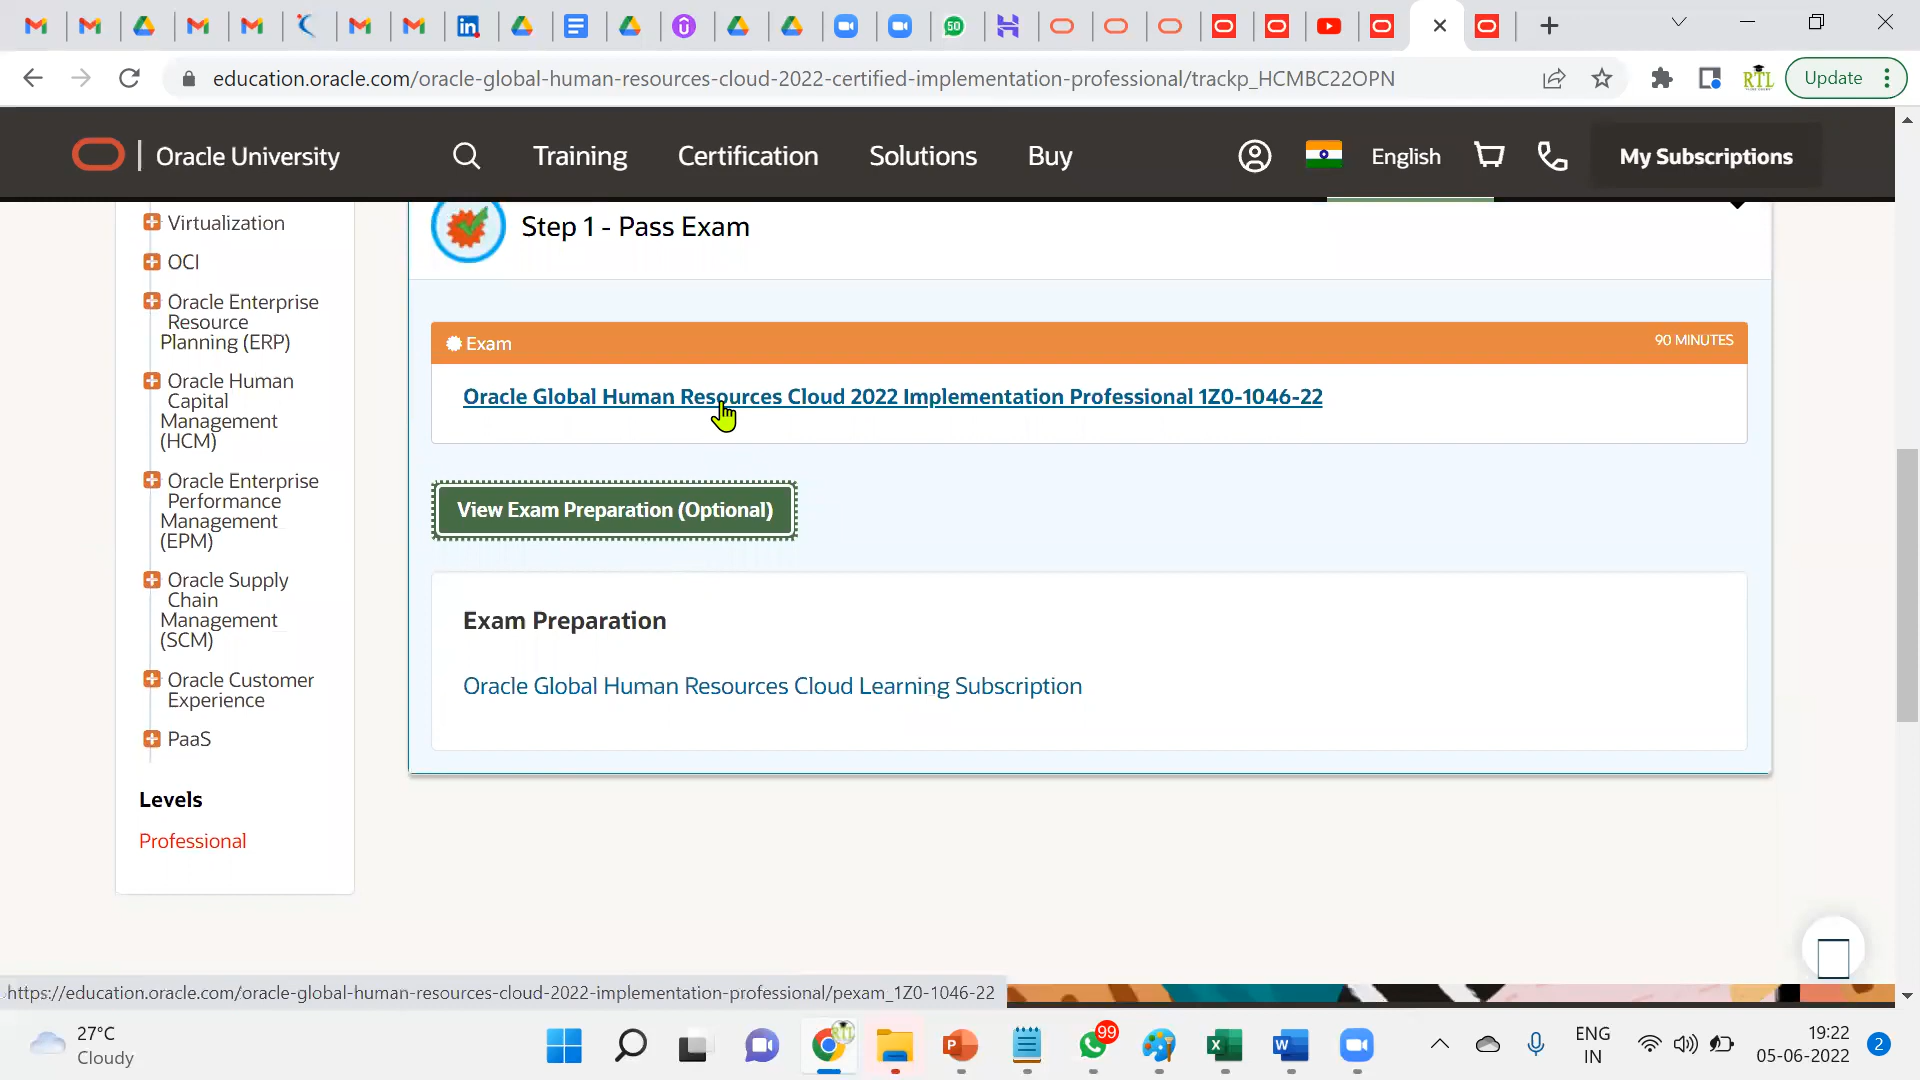 education.oracle.com/oracle-global-human-resources-cloud-2022-certified-implementation-professional/trackp_HCMBC22OPN
RTL
Update
Oracle University
Training
Certification
Solutions
Buy
English
My Subscriptions
Virtualization
OCI
Oracle Enterprise
Resource
Planning (ERP)
Oracle Human
Capital
Management
(HCM)
Oracle Enterprise
Performance
Management
(EPM)
Oracle Supply
Chain
Management
(SCM)
Oracle Customer
Experience
PaaS
Levels
Professional
Step 1 - Pass Exam
Exam
90 MINUTES
Oracle Global Human Resources Cloud 2022 Implementation Professional 1Z0-1046-22
View Exam Preparation (Optional)
Exam Preparation
Oracle Global Human Resources Cloud Learning Subscription
https://education.oracle.com/oracle-global-human-resources-cloud-2022-implementation-professional/pexam_1Z0-1046-22
27°C
Cloudy
99
ENG
IN
19:22
05-06-2022
2